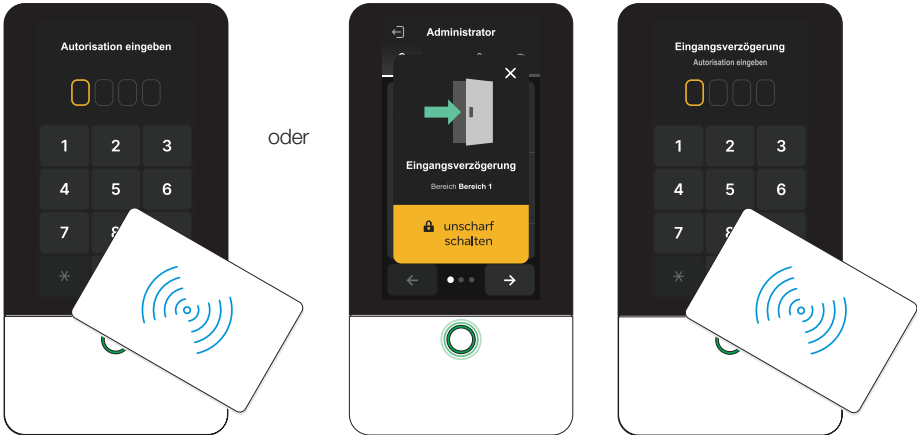 Autorisation eingeben
1 2 3
4 5 6
7
*
oder
Administrator
Eingangsverzögerung
Bereich Bereich 1
unscharf
schalten
Eingangsverzögerung
Autorisation eingeben
1 2 3
4 5 6
7
*